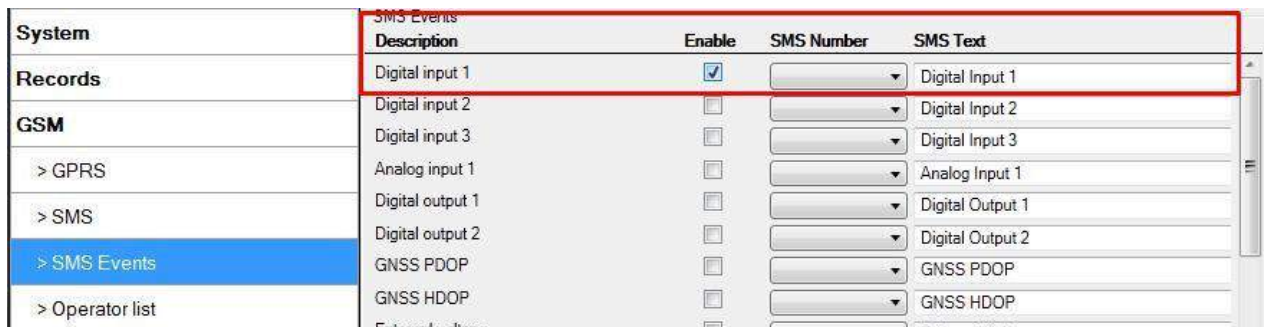 System
Records
GSM
> GPRS
> SMS
> SMS Events
> Operator list
SMS Events
Description Enable SMS Number SMS Text
Digital input 1 Digital Input 1
Digital input 2 Digital Input 2
Digital input 3 Digital Input 3
Analog input 1 Analog Input 1
Digital output 1 Digital Output 1
Digital output 2 Digital Output 2
GNSS PDOP GNSS PDOP
GNSS HDOP GNSS HDOP